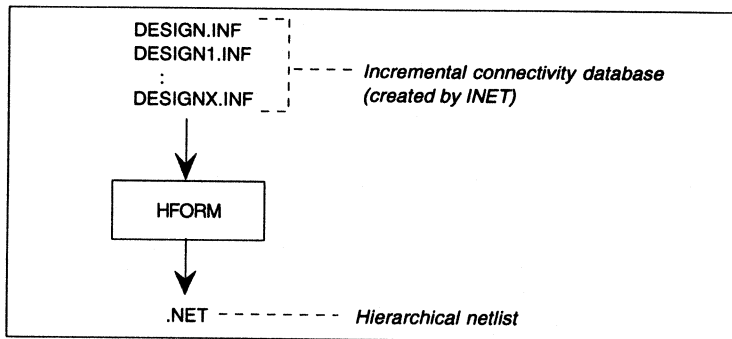 DESIGN.INF
DESIGN1.INF
:
DESIGNX.INF
Incremental connectivity database
(created by INET)
HFORM
.NET
Hierarchical netlist